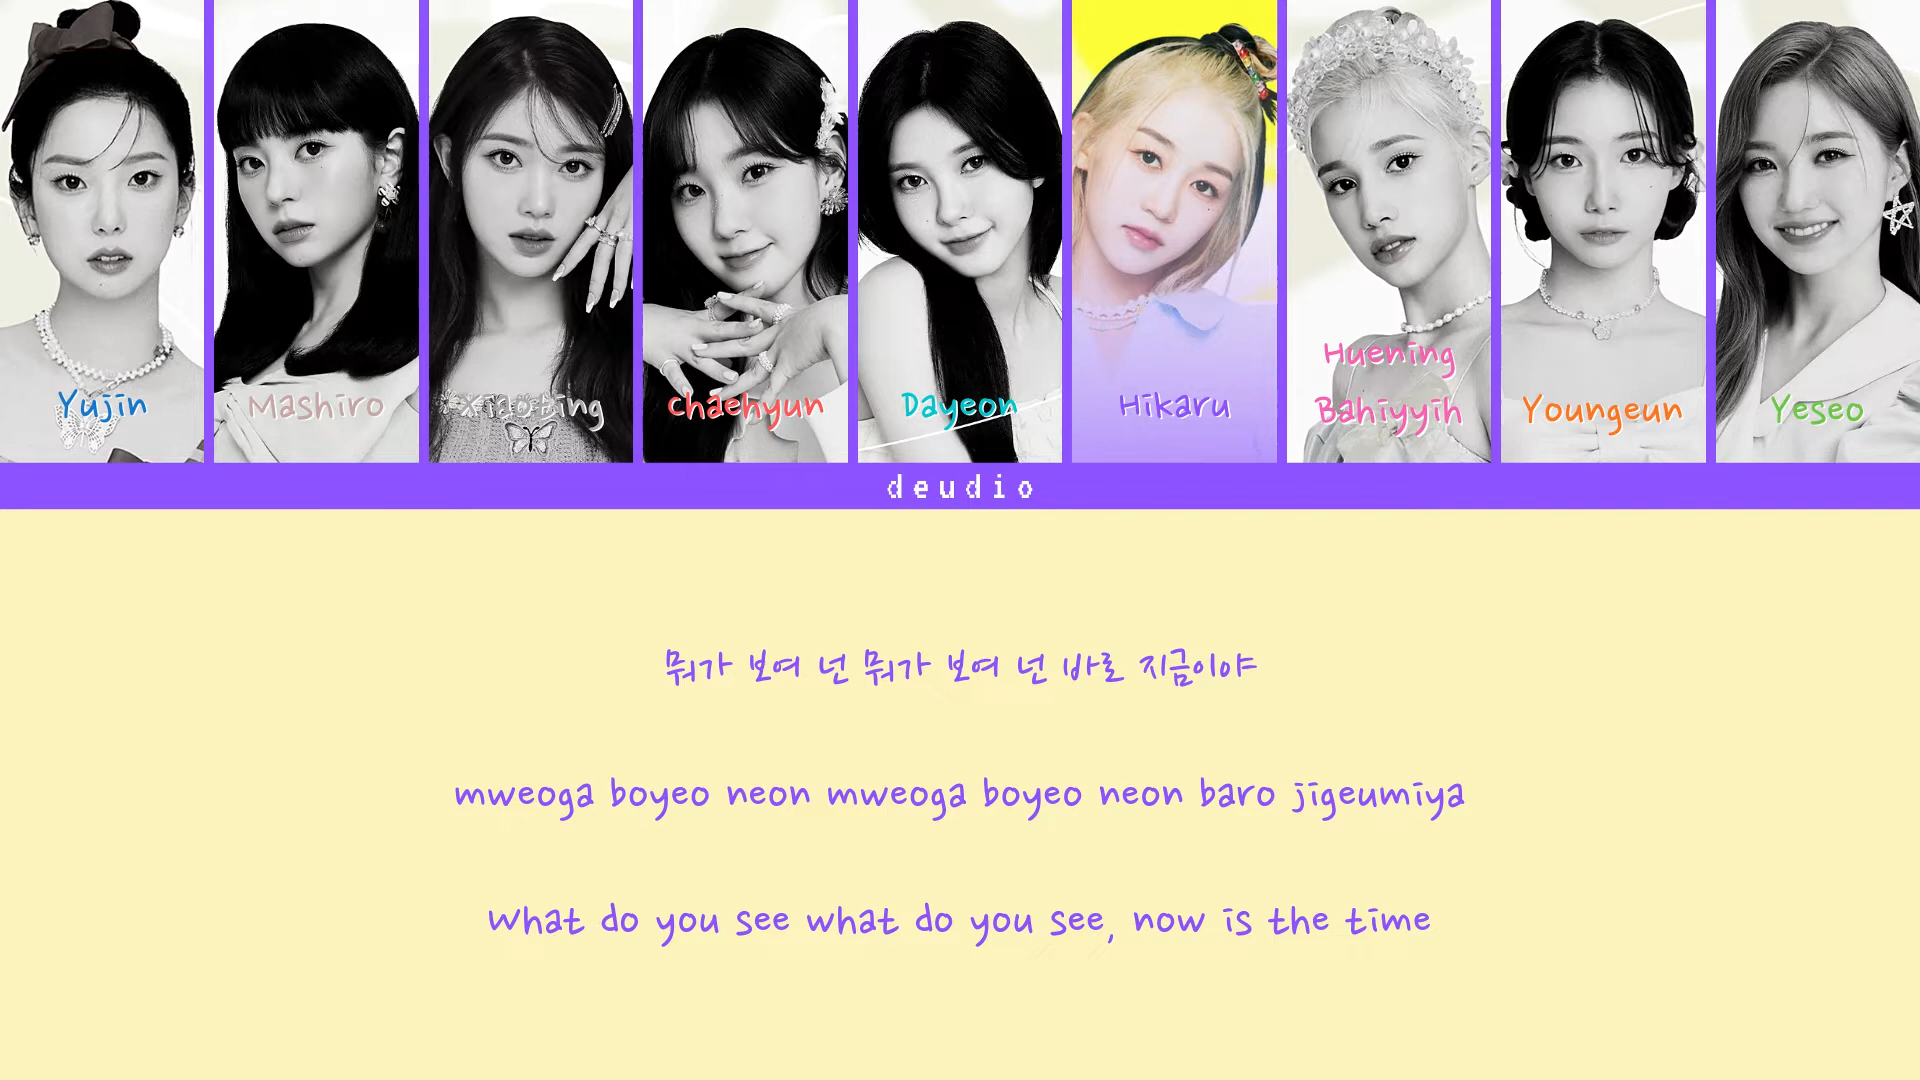 Yujin
Mashiro
Xiaoting
Chaehyun
Dayeon
Hikaru
Huening
Bahiyyih
Youngeun
Yeseo
deudio
뭐가 보여 넌 뭐가 보여 넌 바로 지금이야
mweoga boyeo neon mweoga boyeo neon baro jigeumiya
What do you see what do you see, now is the time